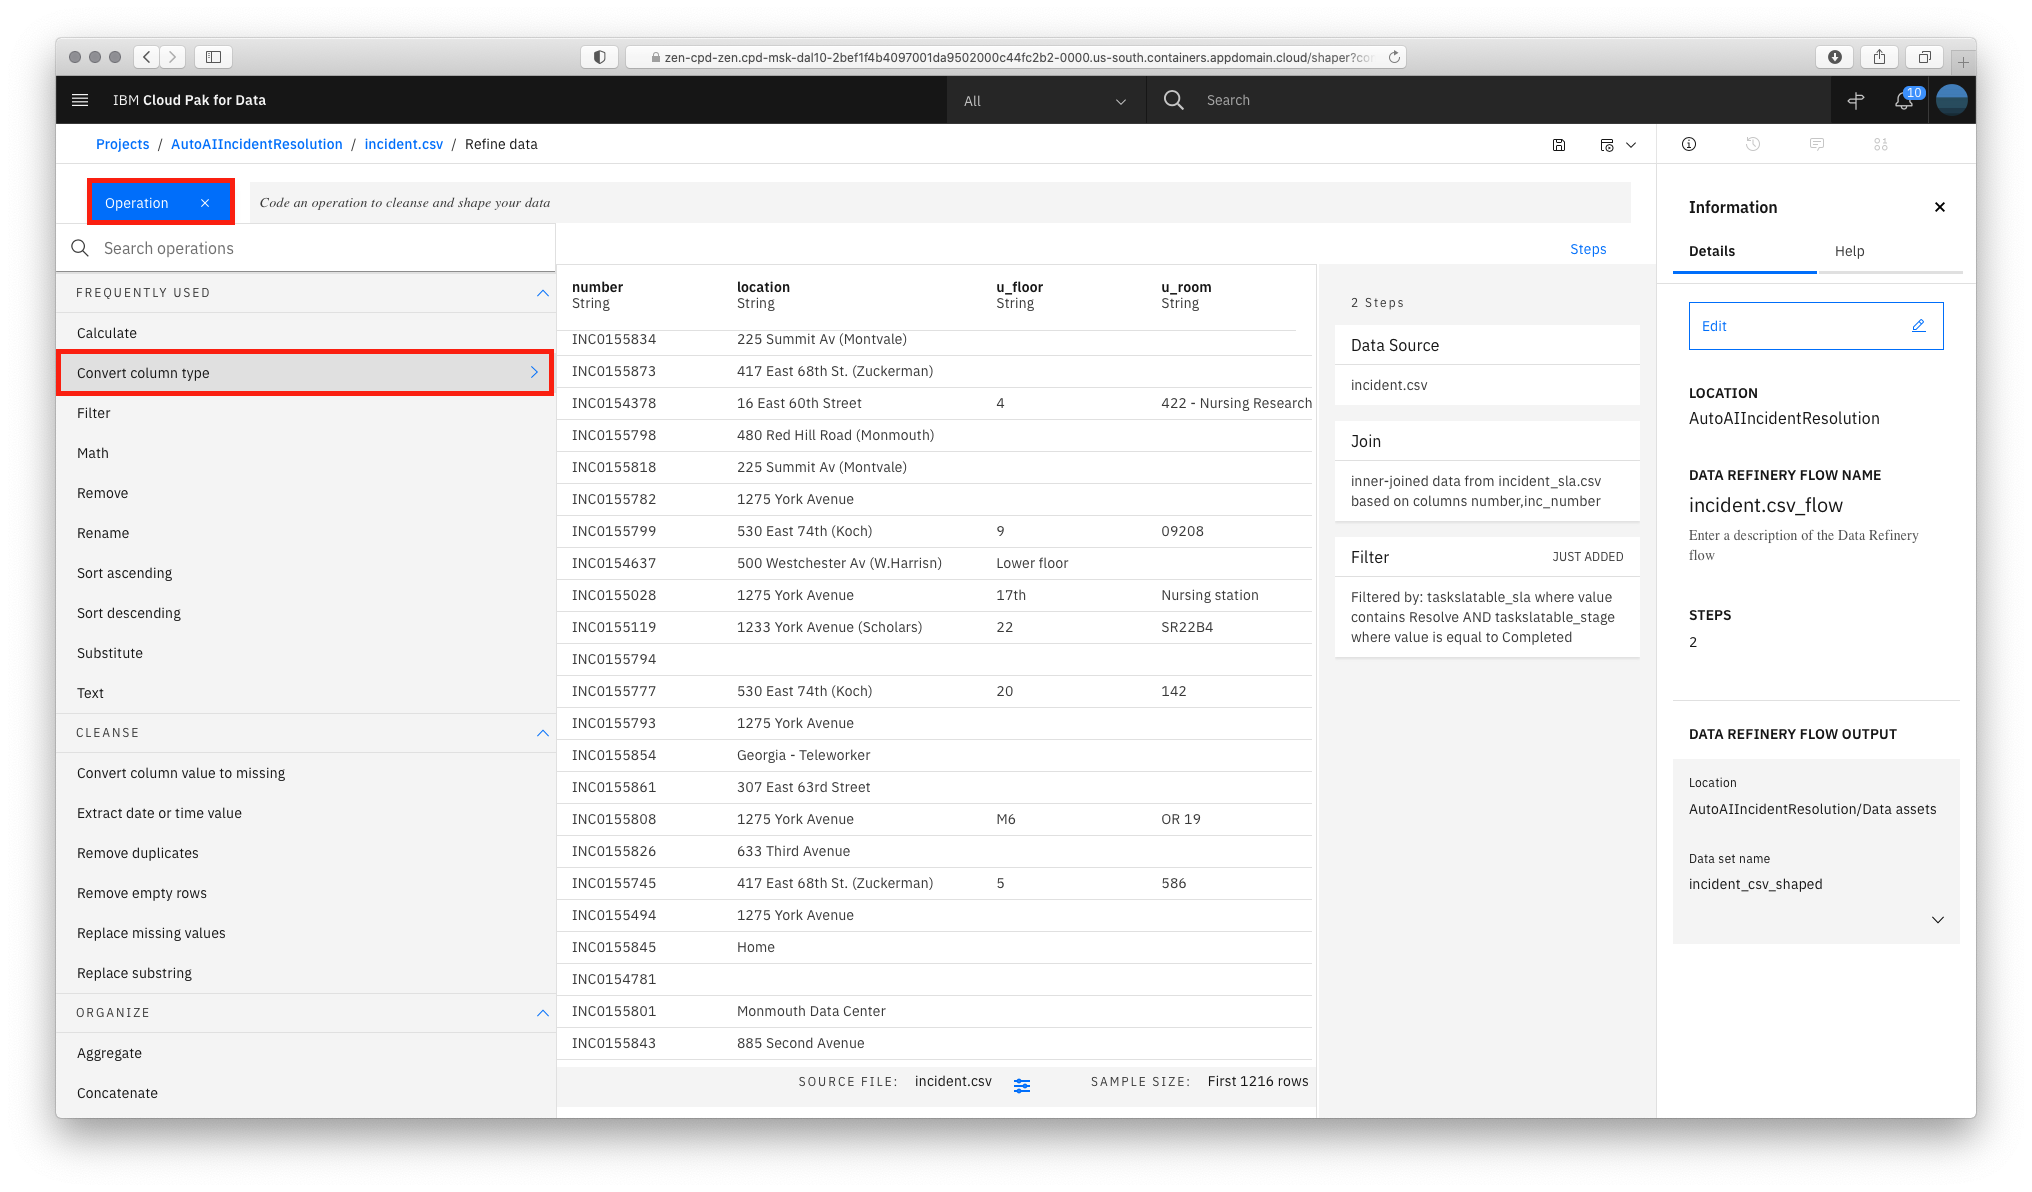 zen-cpd-zen.cpd-msk-dal10-2bef1f4b4097001da9502000c44fc2b2-0000.us-south.containers.appdomain.cloud/shaper?co
IBM Cloud Pak for Data
All
Search
10
Projects / AutoAIIncidentResolution / incident.csv / Refine data
Operation
Code an operation to cleanse and shape your data
Search operations
FREQUENTLY USED
Calculate
Convert column type
Filter
Math
Remove
Rename
Sort ascending
Sort descending
Substitute
Text
CLEANSE
Convert column value to missing
Extract date or time value
Remove duplicates
Remove empty rows
Replace missing values
Replace substring
ORGANIZE
Aggregate
Concatenate
Steps
number location u_floor u_room
String String String String
INC0155834 225 Summit Av (Montvale)
INC0155873 417 East 68th St. (Zuckerman)
INC0154378 16 East 60th Street 4 422 - Nursing Research
INC0155798 480 Red Hill Road (Monmouth)
INC0155818 225 Summit Av (Montvale)
INC0155782 1275 York Avenue
INC0155799 530 East 74th (Koch) 9 09208
INC0154637 500 Westchester Av (W.Harrisn) Lower floor
INC0155028 1275 York Avenue 17th Nursing station
INC0155119 1233 York Avenue (Scholars) 22 SR22B4
INC0155794
INC0155777 530 East 74th (Koch) 20 142
INC0155793 1275 York Avenue
INC0155854 Georgia - Teleworker
INC0155861 307 East 63rd Street
INC0155808 1275 York Avenue M6 OR 19
INC0155826 633 Third Avenue
INC0155745 417 East 68th St. (Zuckerman) 5 586
INC0155494 1275 York Avenue
INC0155845 Home
INC0154781
INC0155801 Monmouth Data Center
INC0155843 885 Second Avenue
SOURCE FILE: incident.csv SAMPLE SIZE: First 1216 rows
2 Steps
Data Source
incident.csv
Join
inner-joined data from incident_sla.csv
based on columns number,inc_number
Filter JUST ADDED
Filtered by: taskslatable_sla where value
contains Resolve AND taskslatable_stage
where value is equal to Completed
Information
Details Help
Edit
LOCATION
AutoAIIncidentResolution
DATA REFINERY FLOW NAME
incident.csv_flow
Enter a description of the Data Refinery
flow
STEPS
2
DATA REFINERY FLOW OUTPUT
Location
AutoAIIncidentResolution/Data assets
Data set name
incident_csv_shaped